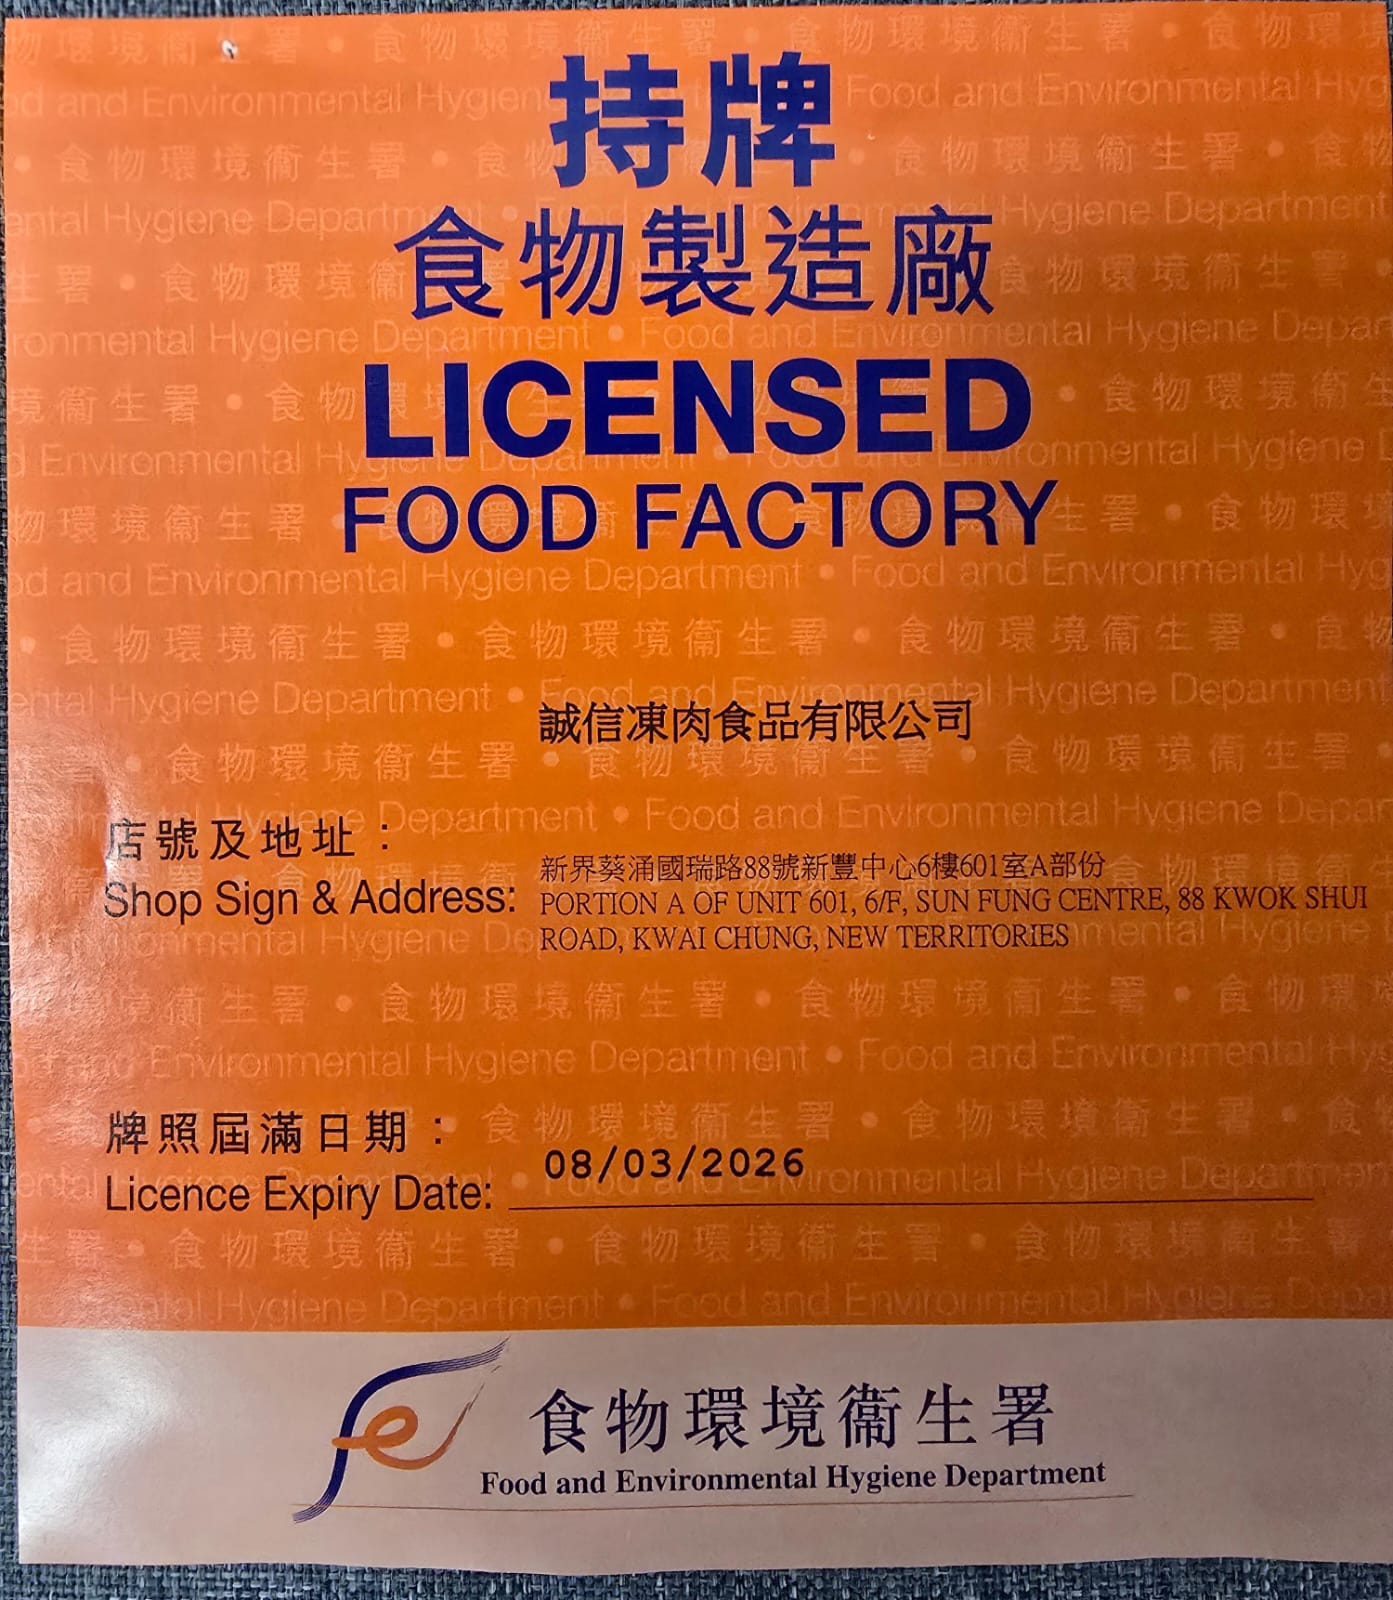 持牌
食物製造廠
LICENSED
FOOD FACTORY
誠信凍肉食品有限公司
店號及地址：
Shop Sign & Address:
新界葵涌國瑞路88號新豐中心6樓601室A部份
PORTION A OF UNIT 601, 6/F, SUN FUNG CENTRE, 88 KWOK SHUI
ROAD, KWAI CHUNG, NEW TERRITORIES
牌照屆滿日期：
Licence Expiry Date:
08/03/2026
食物環境衞生署
Food and Environmental Hygiene Department